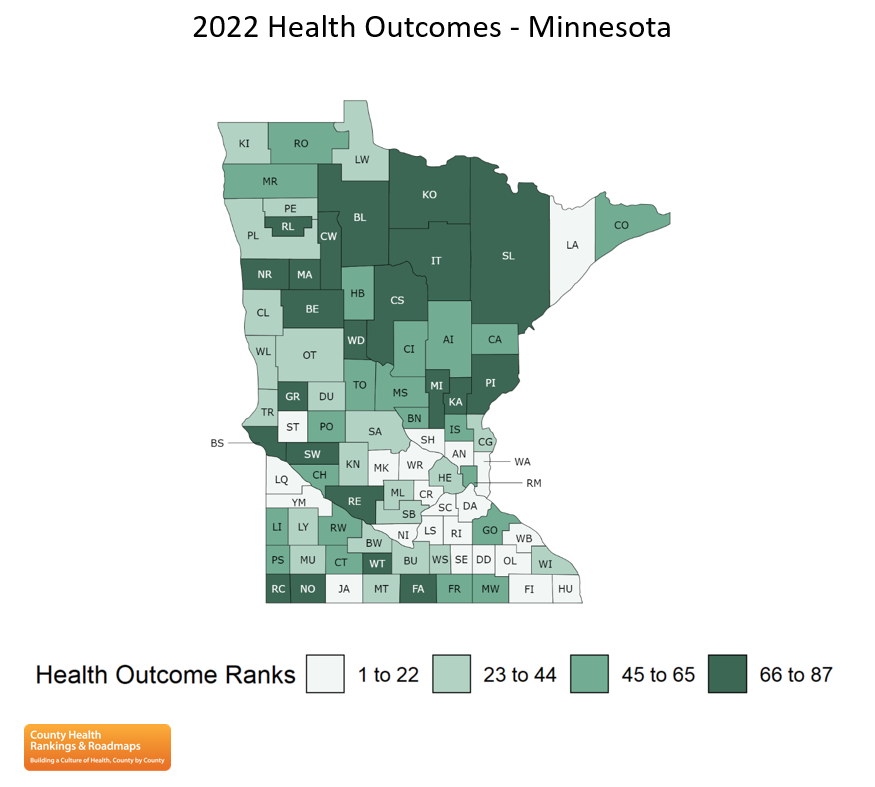 2022 Health Outcomes - Minnesota
KI RO LW
MR KO
PE BL
PL RL CW SL LA CO
IT
NR MA
HB CS
CL BE
WD AI CA
WL OT CI
TO MI PI
GR DU MS KA
TR BN
ST PO SA IS CG
BS SH AN
SW KN MK WR WA
LQ CH HE RM
YM RE ML CR DA
SB SC
LI LY RW NI LS RI GO WB
BW
PS MU CT WT BU WS SE DD OL WI
RC NO JA MT FA FR MW FI HU
Health Outcome Ranks 1 to 22 23 to 44 45 to 65 66 to 87
County Health
Rankings & Roadmaps
Building a Culture of Health, County by County